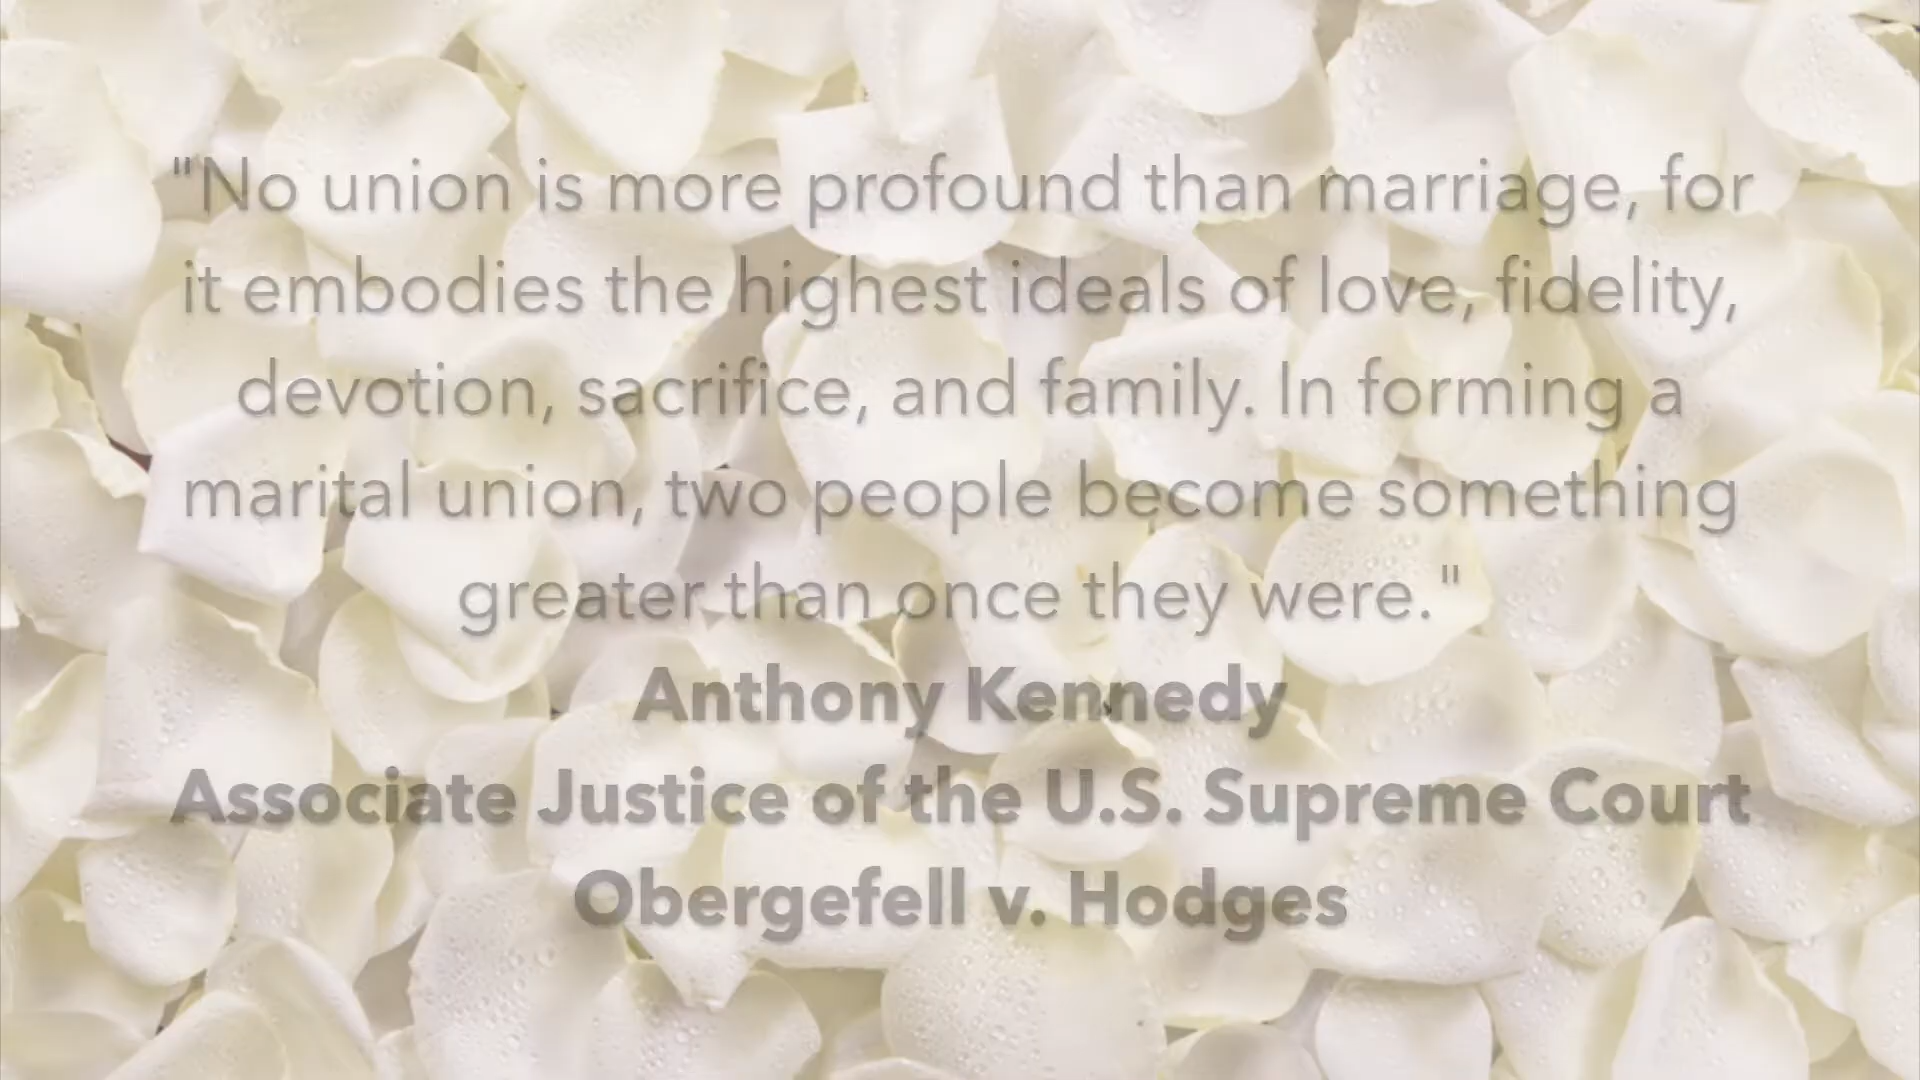 "No union is more profound than marriage, for
it embodies the highest ideals of love, fidelity,
devotion, sacrifice, and family. In forming a
marital union, two people become something
greater than once they were."
Anthony Kennedy
Associate Justice of the U.S. Supreme Court
Obergefell v. Hodges